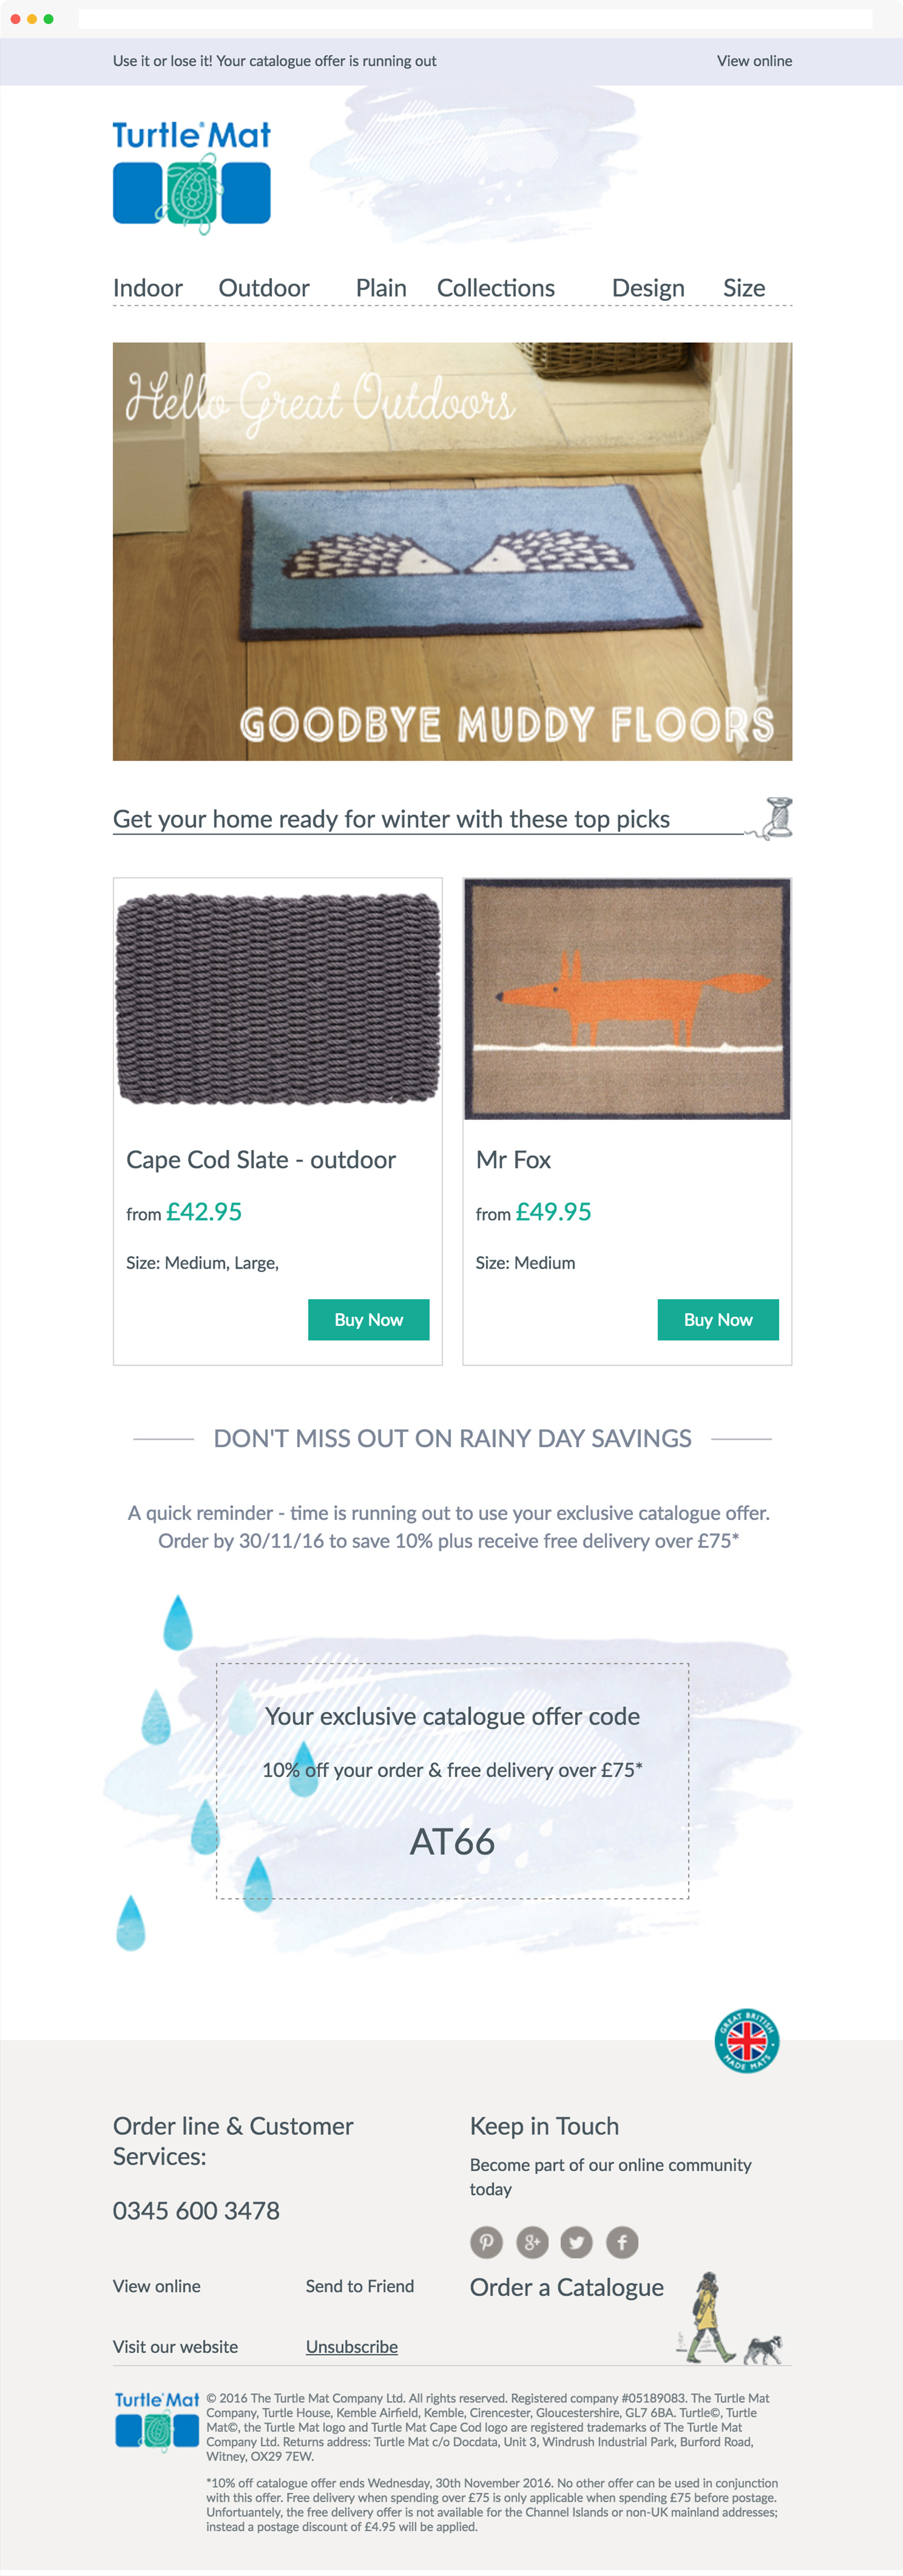 Use it or lose it! Your catalogue offer is running out
View online
Turtle® Mat
Indoor Outdoor Plain Collections Design Size
Hello Great Outdoors
GOODBYE MUDDY FLOORS
Get your home ready for winter with these top picks
Cape Cod Slate - outdoor
from £42.95
Size: Medium, Large,
Buy Now
Mr Fox
from £49.95
Size: Medium
Buy Now
DON'T MISS OUT ON RAINY DAY SAVINGS
A quick reminder - time is running out to use your exclusive catalogue offer.
Order by 30/11/16 to save 10% plus receive free delivery over £75*
Your exclusive catalogue offer code
10% off your order & free delivery over £75*
AT66
GREAT BRITISH
MADE MATS
Order line & Customer
Services:
0345 600 3478
Keep in Touch
Become part of our online community
today
View online
Send to Friend
Order a Catalogue
Visit our website
Unsubscribe
Turtle® Mat
© 2016 The Turtle Mat Company Ltd. All rights reserved. Registered company #05189083. The Turtle Mat
Company, Turtle House, Kemble Airfield, Kemble, Cirencester, Gloucestershire, GL7 6BA. Turtle©, Turtle
Mat©, the Turtle Mat logo and Turtle Mat Cape Cod logo are registered trademarks of The Turtle Mat
Company Ltd. Returns address: Turtle Mat c/o Docdata, Unit 3, Windrush Industrial Park, Burford Road,
Witney, OX29 7EW.
*10% off catalogue offer ends Wednesday, 30th November 2016. No other offer can be used in conjunction
with this offer. Free delivery when spending over £75 is only applicable when spending £75 before postage.
Unfortuantely, the free delivery offer is not available for the Channel Islands or non-UK mainland addresses;
instead a postage discount of £4.95 will be applied.